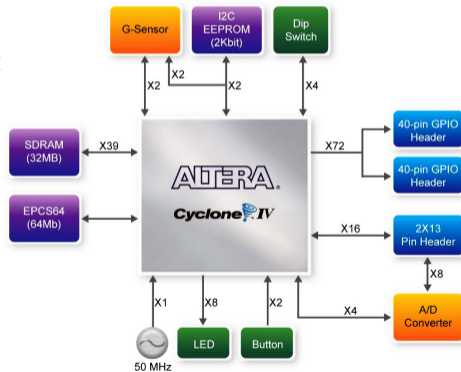 G-Sensor
I2C
EEPROM
(2Kbit)
Dip
Switch
X2
X2
X2
X4
SDRAM
(32MB)
X39
EPCS64
(64Mb)
ALTERA®
Cyclone IV
X72
40-pin GPIO
Header
40-pin GPIO
Header
X16
2X13
Pin Header
X8
X4
A/D
Converter
X1
X8
X2
50 MHz
LED
Button